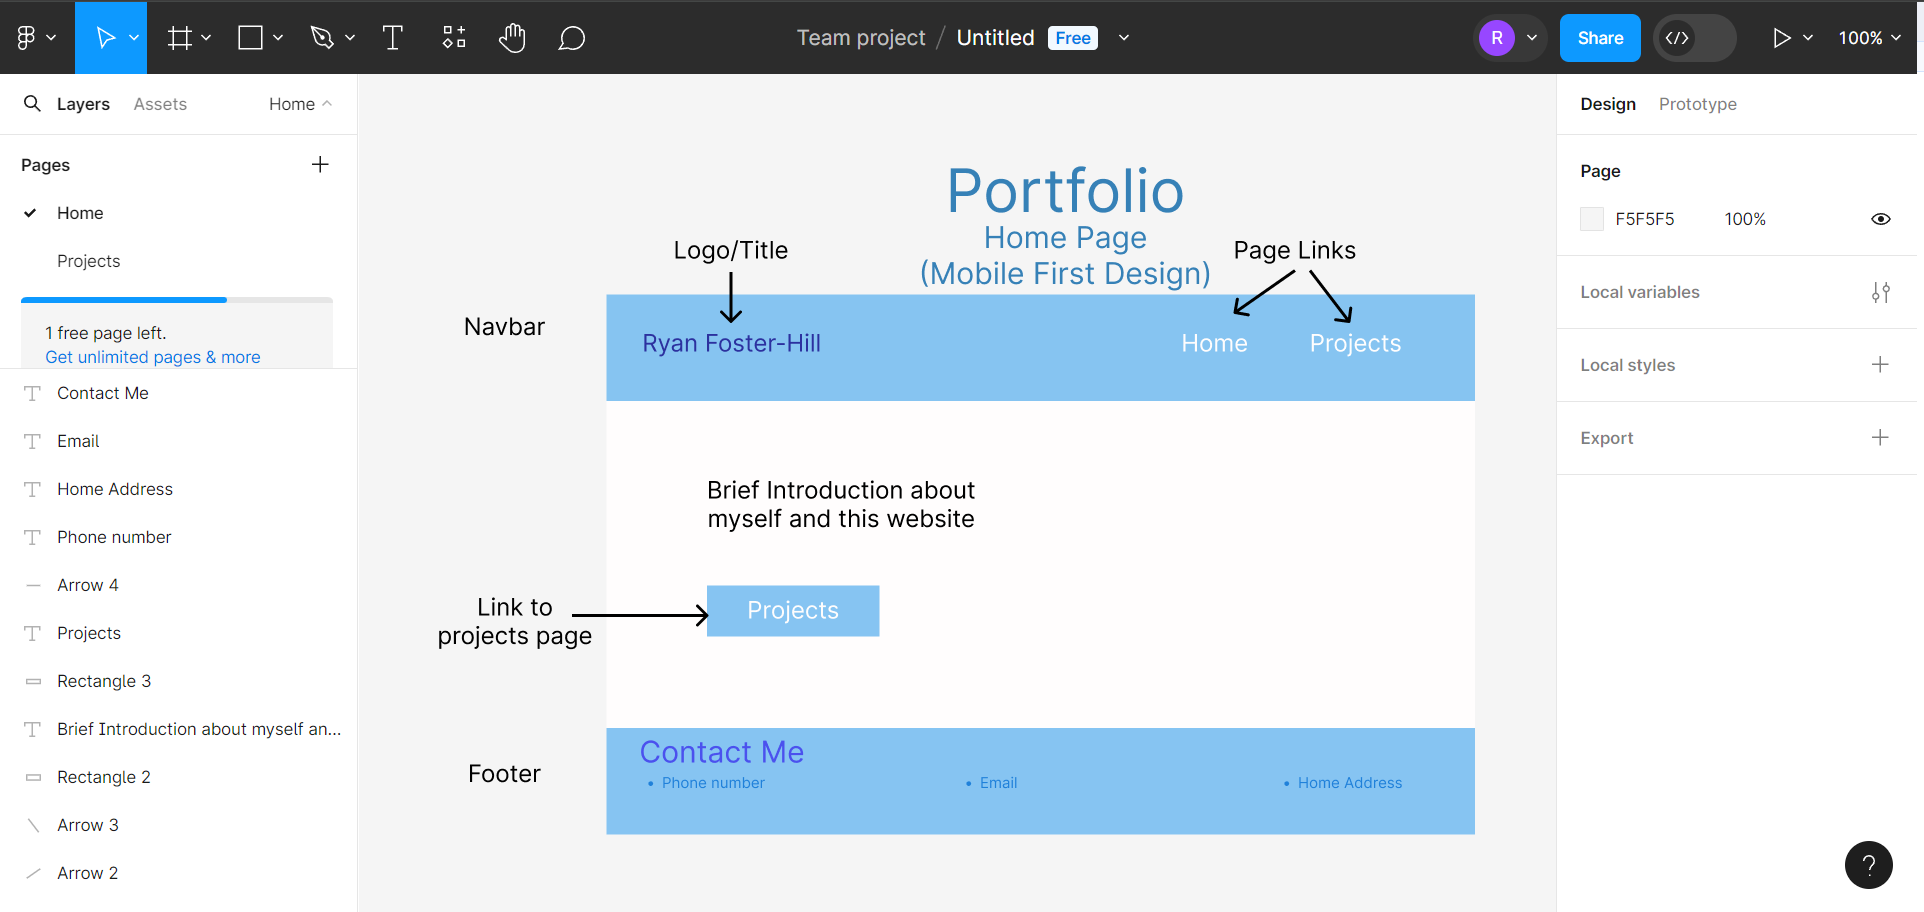 Team project / Untitled Free
R
Share
100%
Layers
Assets
Home
Pages
Home
Projects
1 free page left.
Get unlimited pages & more
Contact Me
Email
Home Address
Phone number
Arrow 4
Projects
Rectangle 3
Brief Introduction about myself an...
Rectangle 2
Arrow 3
Arrow 2
Portfolio
Home Page
(Mobile First Design)
Logo/Title
Page Links
Navbar
Ryan Foster-Hill
Home
Projects
Brief Introduction about
myself and this website
Link to
projects page
Projects
Footer
Contact Me
• Phone number
• Email
• Home Address
Design
Prototype
Page
F5F5F5
100%
Local variables
Local styles
Export
?